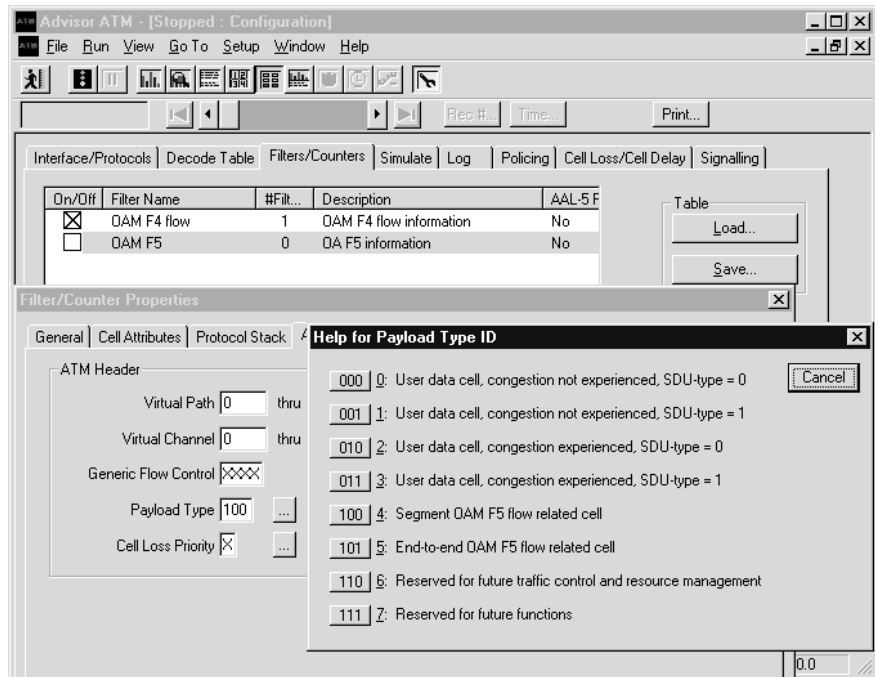 Advisor ATM - [Stopped : Configuration]
File Run View Go To Setup Window Help
Rec #... Time... Print...
Interface/Protocols Decode Table Filters/Counters Simulate Log Policing Cell Loss/Cell Delay Signalling
On/Off Filter Name #Filt... Description AAL-5 F
OAM F4 flow 1 OAM F4 flow information No
OAM F5 0 OA F5 information No
Table
Load...
Save...
Filter/Counter Properties
General Cell Attributes Protocol Stack
ATM Header
Virtual Path 0 thru
Virtual Channel 0 thru
Generic Flow Control XXXX
Payload Type 100 ...
Cell Loss Priority X ...
Help for Payload Type ID
Cancel
000 0: User data cell, congestion not experienced, SDU-type = 0
001 1: User data cell, congestion not experienced, SDU-type = 1
010 2: User data cell, congestion experienced, SDU-type = 0
011 3: User data cell, congestion experienced, SDU-type = 1
100 4: Segment OAM F5 flow related cell
101 5: End-to-end OAM F5 flow related cell
110 6: Reserved for future traffic control and resource management
111 7: Reserved for future functions
0.0